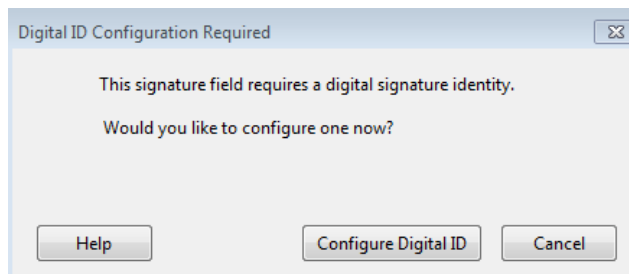 Digital ID Configuration Required
This signature field requires a digital signature identity.
Would you like to configure one now?
Help
Configure Digital ID
Cancel